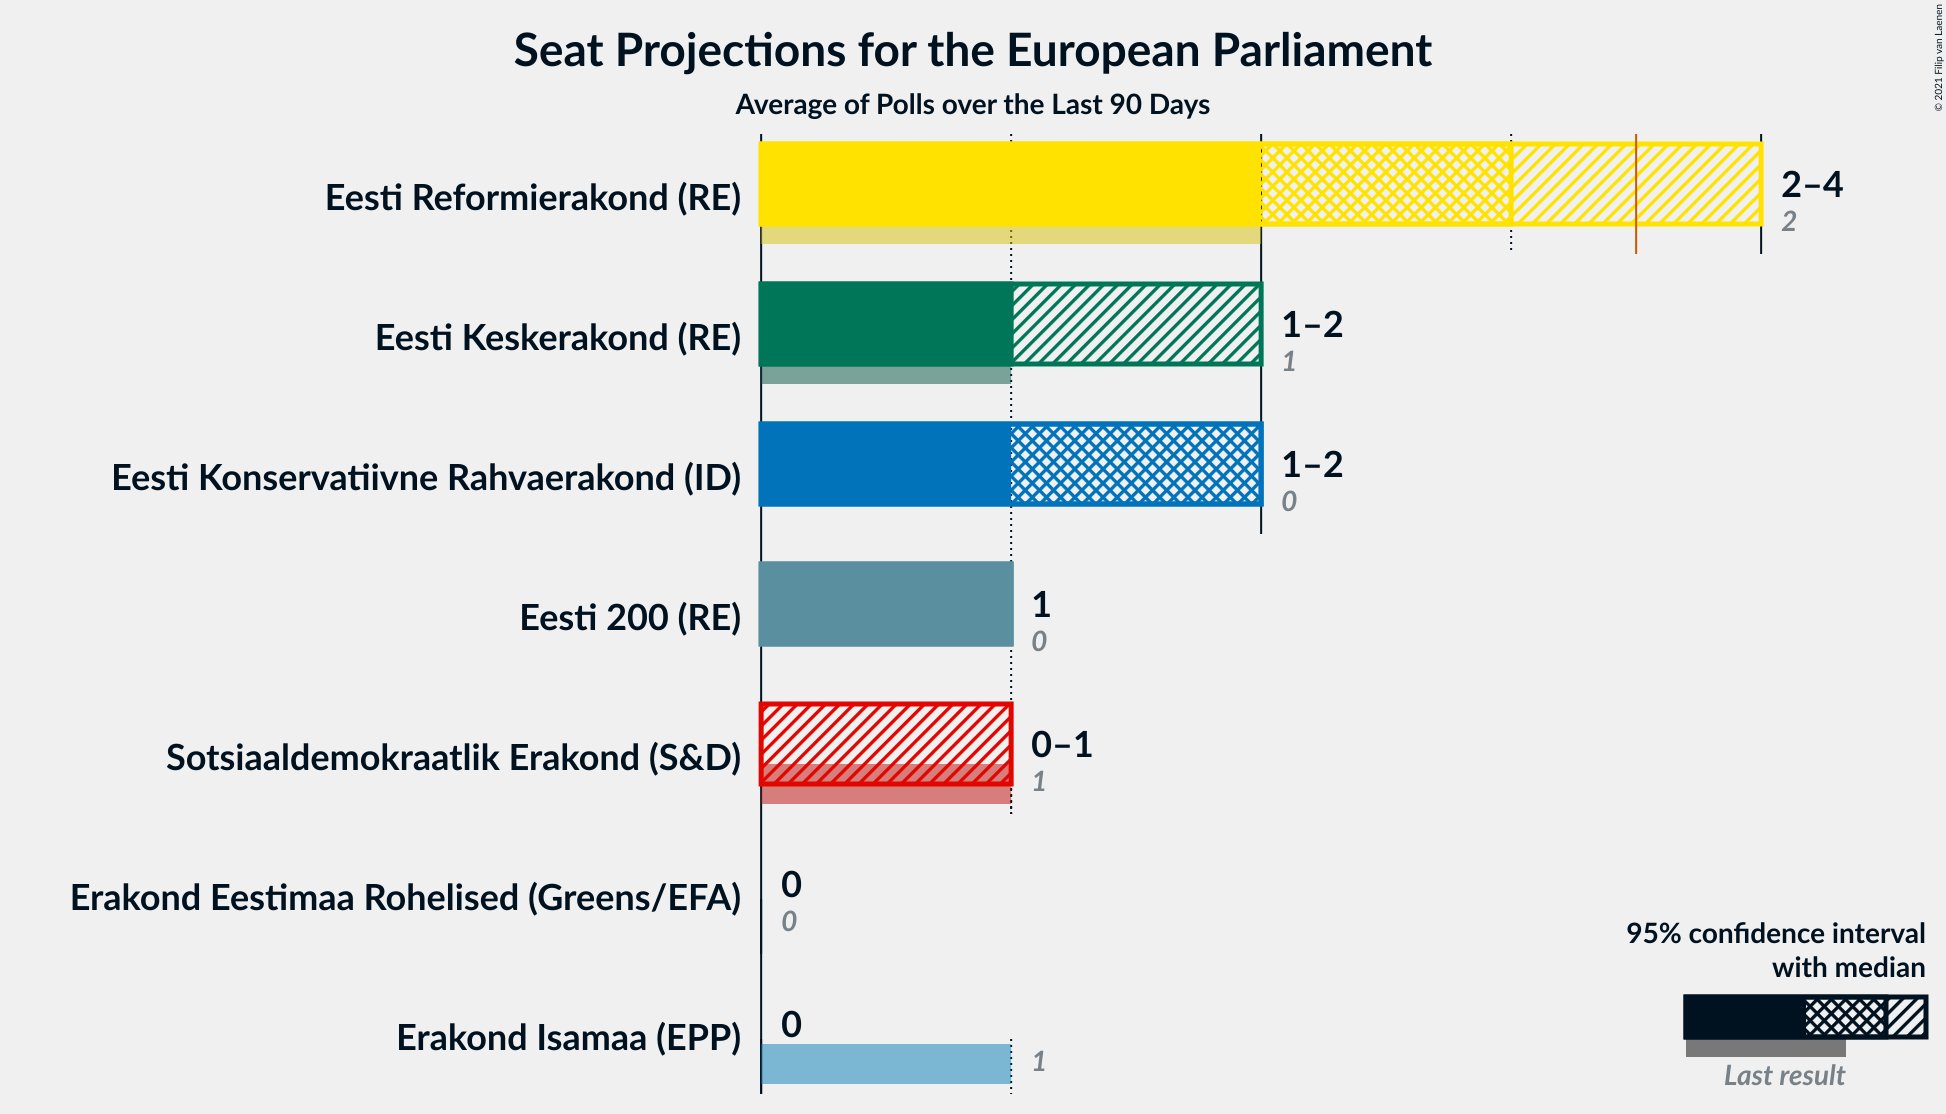 Seat Projections for the European Parliament
Average of Polls over the Last 90 Days
© 2021 Filip van Laenen
Eesti Reformierakond (RE)
2–4
2
Eesti Keskerakond (RE)
1–2
1
Eesti Konservatiivne Rahvaerakond (ID)
1–2
0
Eesti 200 (RE)
1
0
Sotsiaaldemokraatlik Erakond (S&D)
0–1
1
Erakond Eestimaa Rohelised (Greens/EFA)
0
0
Erakond Isamaa (EPP)
0
1
95% confidence interval
with median
Last result